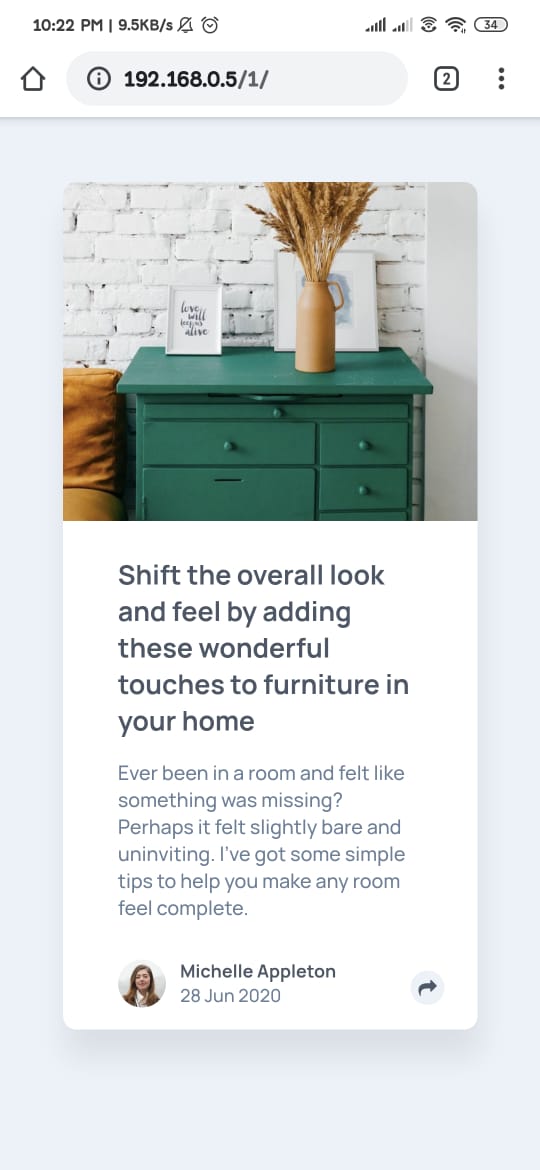 10:22 PM | 9.5KB/s
34
192.168.0.5/1/
2
love
will
keep us
alive
Shift the overall look
and feel by adding
these wonderful
touches to furniture in
your home
Ever been in a room and felt like
something was missing?
Perhaps it felt slightly bare and
uninviting. I've got some simple
tips to help you make any room
feel complete.
Michelle Appleton
28 Jun 2020